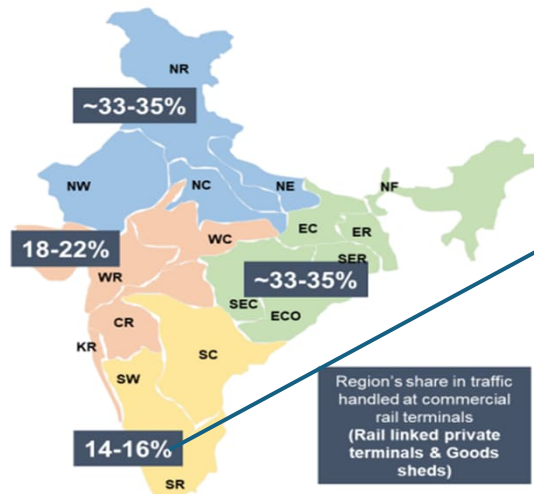 NR
~33-35%
NW
NC
NE
NF
EC
ER
18-22%
WC
WR
SER
~33-35%
SEC
ECO
CR
KR
SC
SW
14-16%
SR
Region's share in traffic
handled at commercial
rail terminals
(Rail linked private
terminals & Goods
sheds)